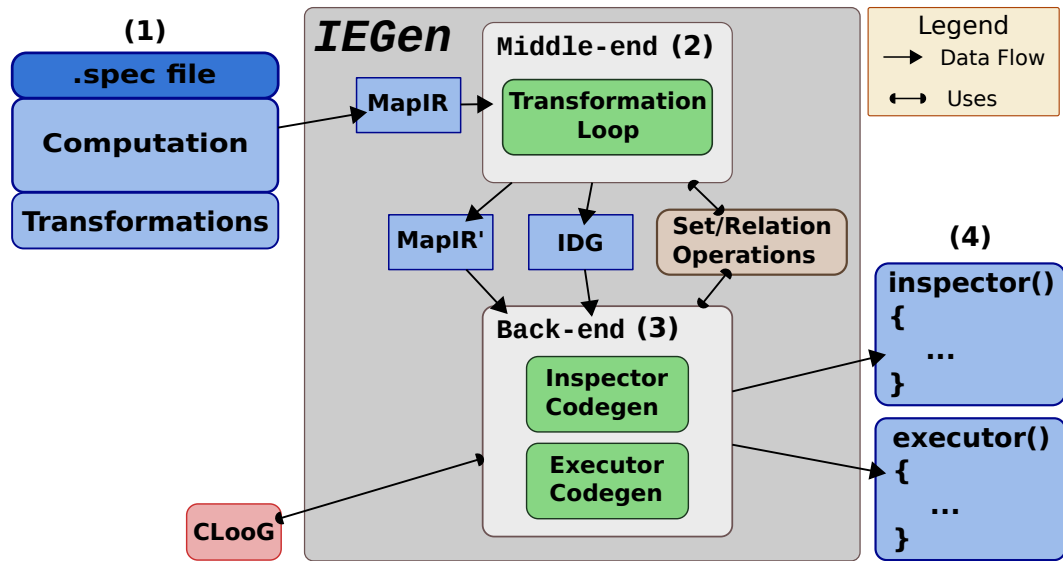 (1)
.spec file
Computation
Transformations
IEGen
MapIR
Middle-end (2)
Transformation
Loop
MapIR'
IDG
Set/Relation
Operations
Back-end (3)
Inspector
Codegen
Executor
Codegen
CLooG
Legend
Data Flow
Uses
(4)
inspector()
{
...
}
executor()
{
...
}